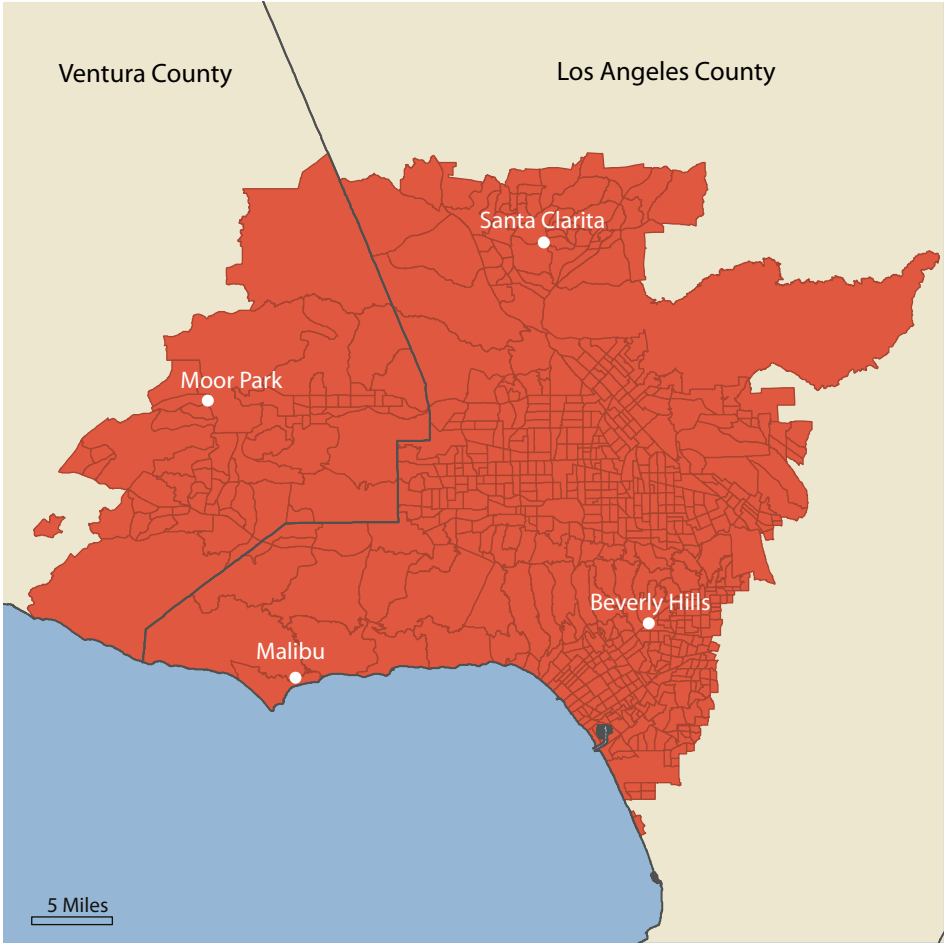 Ventura County
Los Angeles County
Santa Clarita
Moor Park
Beverly Hills
Malibu
5 Miles